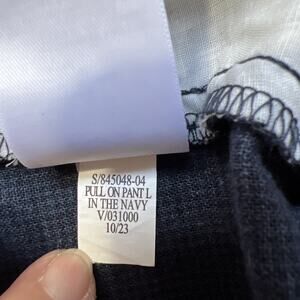 S/845048-04
PULL ON PANT L
IN THE NAVY
V/031000
10/23